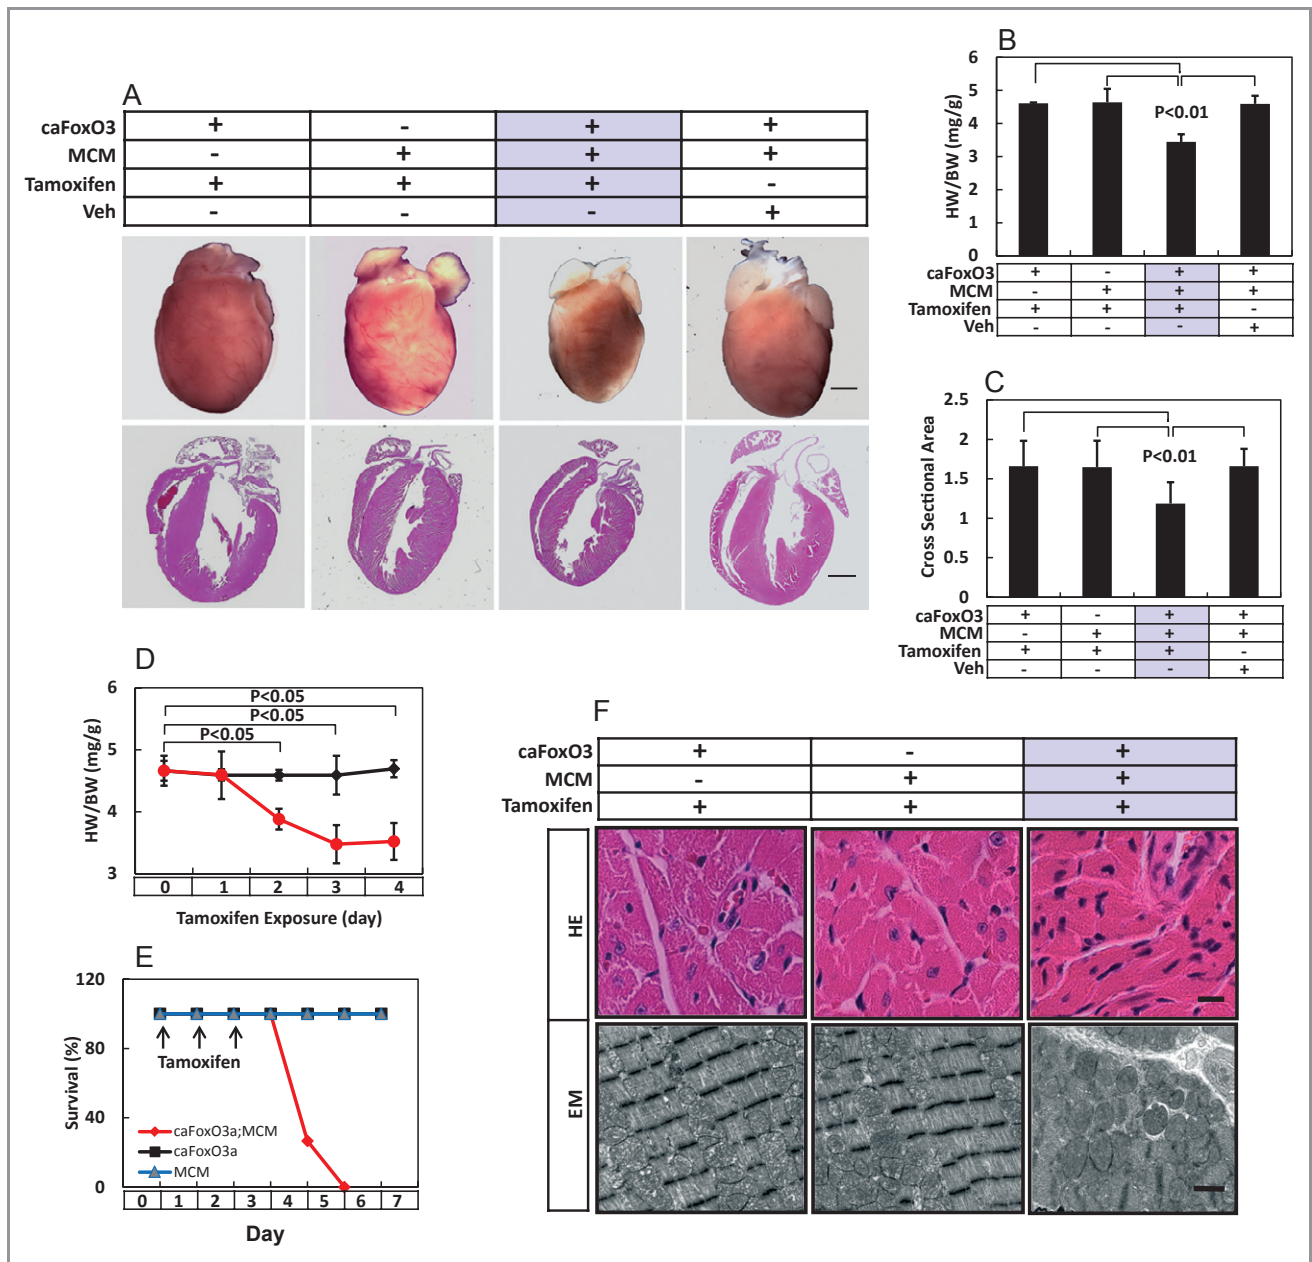 A
caFoxO3 + - + +
MCM - + + +
Tamoxifen + + + -
Veh - - - +
B
HW/BW (mg/g)
6
5
4
3
2
1
0
P<0.01
caFoxO3 + - + +
MCM - + + +
Tamoxifen + + + -
Veh - - - +
C
Cross Sectional Area
2.5
2
1.5
1
0.5
0
P<0.01
caFoxO3 + - + +
MCM - + + +
Tamoxifen + + + -
Veh - - - +
D
HW/BW (mg/g)
6
5
4
3
P<0.05
P<0.05
P<0.05
0 1 2 3 4
Tamoxifen Exposure (day)
E
Survival (%)
120
80
40
0
Tamoxifen
caFoxO3a;MCM
caFoxO3a
MCM
0 1 2 3 4 5 6 7
Day
F
caFoxO3 + - +
MCM - + +
Tamoxifen + + +
HE
EM